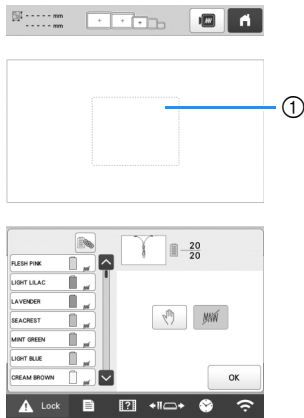 ------ mm
------ mm
①
20
20
FLESH PINK
LIGHT LILAC
LAVENDER
SEACREST
MINT GREEN
LIGHT BLUE
CREAM BROWN
OK
Lock